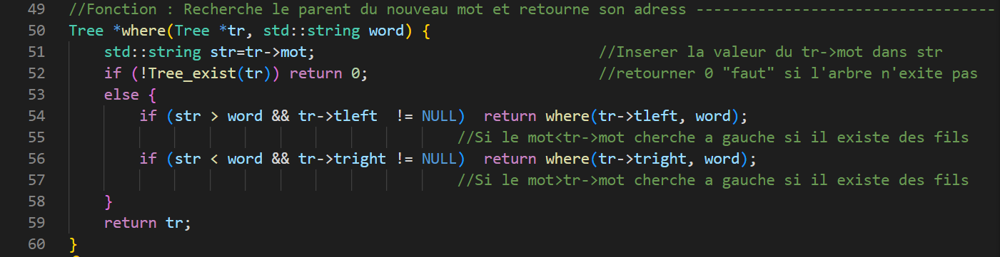 49 //Fonction : Recherche le parent du nouveau mot et retourne son adress ----------------------------------
50 Tree *where(Tree *tr, std::string word) {
51 std::string str=tr->mot; //Inserer la valeur du tr->mot dans str
52 if (!Tree_exist(tr)) return 0; //retourner 0 "faut" si l'arbre n'exite pas
53 else {
54 if (str > word && tr->tleft != NULL) return where(tr->tleft, word);
55 //Si le mot<tr->mot cherche a gauche si il existe des fils
56 if (str < word && tr->tright != NULL) return where(tr->tright, word);
57 //Si le mot>tr->mot cherche a gauche si il existe des fils
58 }
59 return tr;
60 }